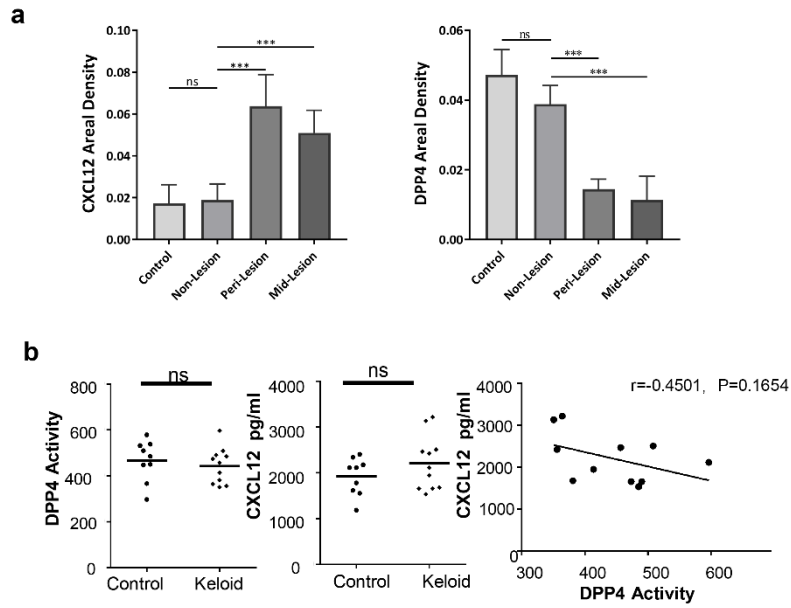 a
0.10
0.08
0.06
0.04
0.02
0.00
CXCL12 Areal Density
ns
***
***
Control
Non-Lesion
Peri-Lesion
Mid-Lesion
0.06
0.04
0.02
0.00
DPP4 Areal Density
ns
***
***
Control
Non-Lesion
Peri-Lesion
Mid-Lesion
b
800
600
400
200
0
DPP4 Activity
ns
Control
Keloid
4000
3000
2000
1000
0
CXCL12 pg/ml
ns
Control
Keloid
r=-0.4501, P=0.1654
4000
3000
2000
1000
0
CXCL12 pg/ml
300
400
500
600
DPP4 Activity